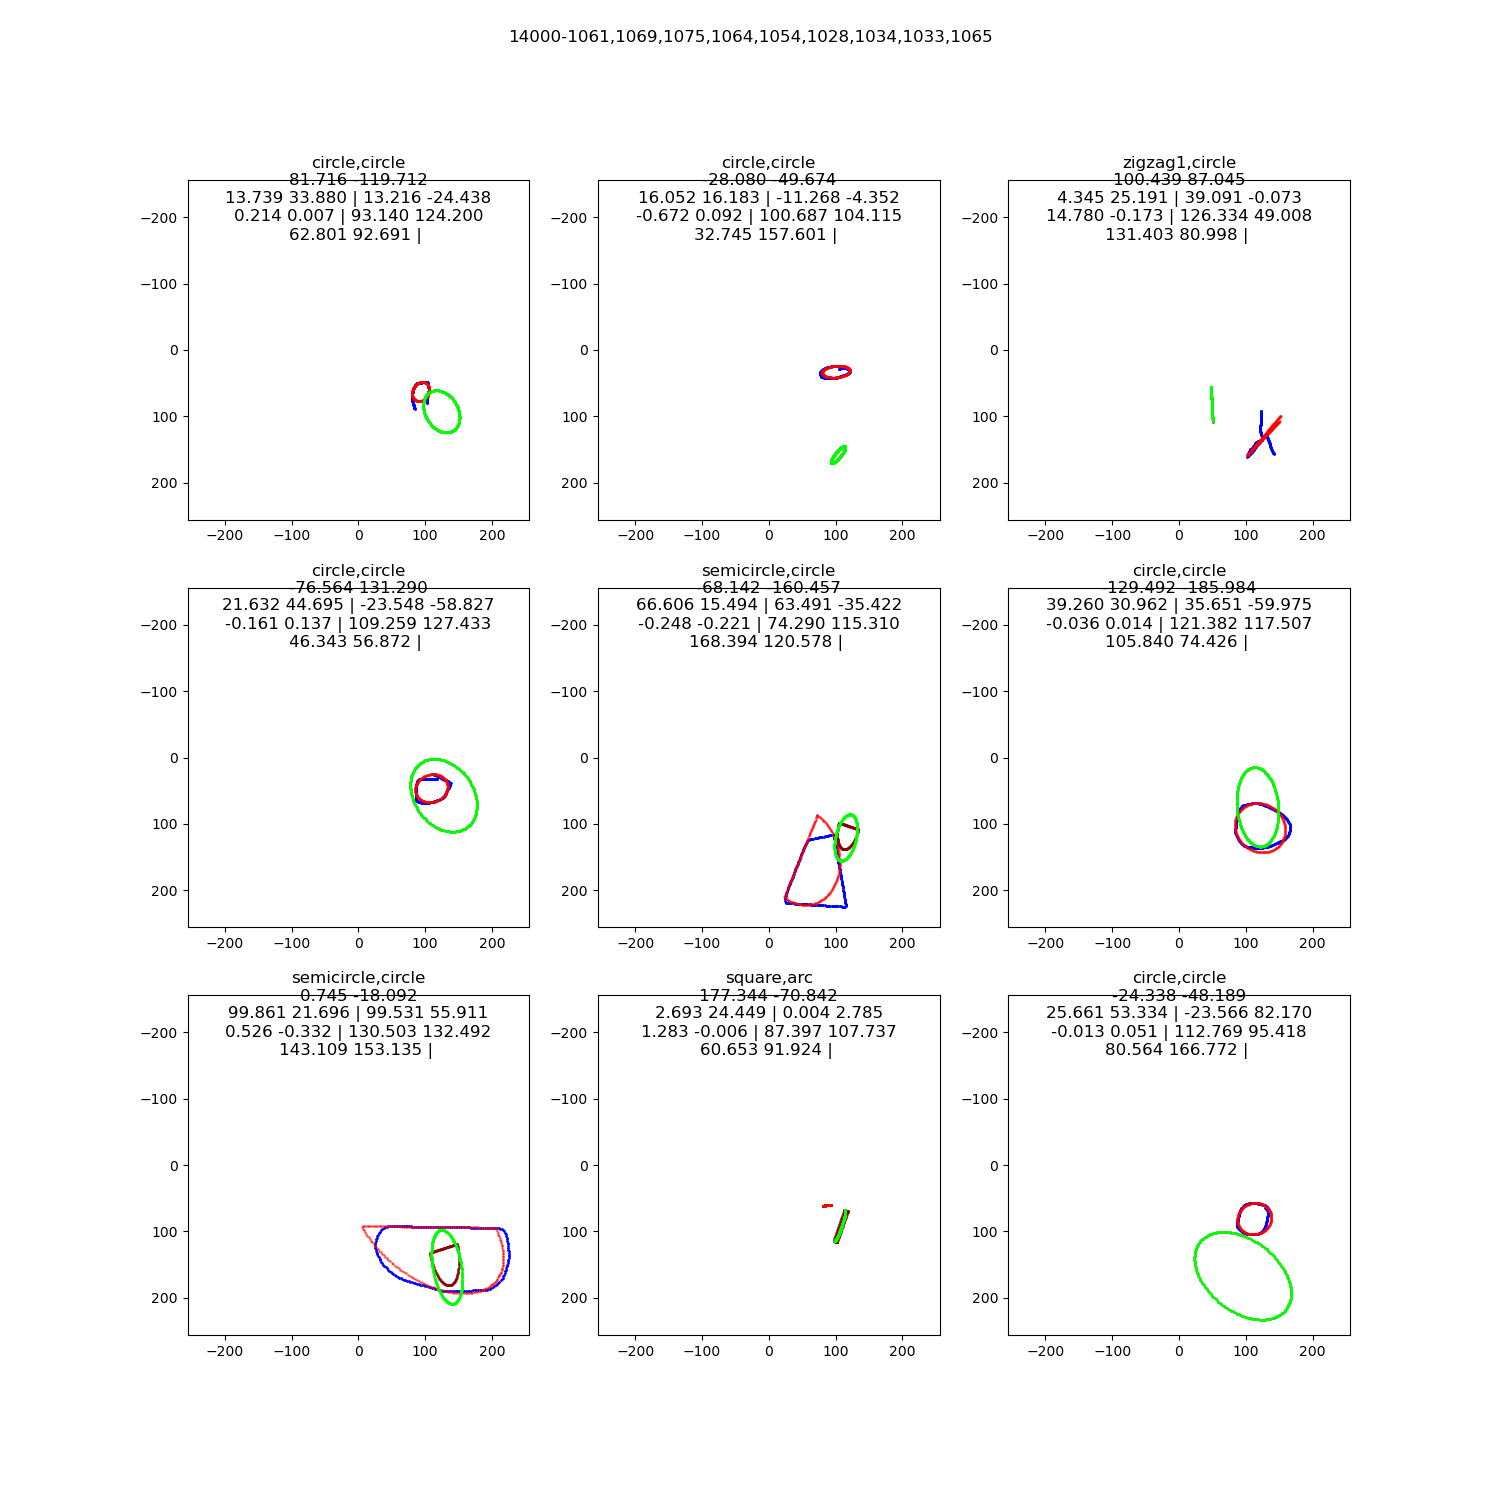 14000-1061,1069,1075,1064,1054,1028,1034,1033,1065
circle,circle
81.716 -119.712
13.739 33.880 | 13.216 -24.438
0.214 0.007 | 93.140 124.200
62.801 92.691 |
−200
−100
0
100
200
−200 −100 0 100 200
circle,circle
-28.080 -49.674
16.052 16.183 | -11.268 -4.352
-0.672 0.092 | 100.687 104.115
32.745 157.601 |
−200
−100
0
100
200
−200 −100 0 100 200
zigzag1,circle
100.439 87.045
4.345 25.191 | 39.091 -0.073
14.780 -0.173 | 126.334 49.008
131.403 80.998 |
−200
−100
0
100
200
−200 −100 0 100 200
circle,circle
-76.564 131.290
21.632 44.695 | -23.548 -58.827
-0.161 0.137 | 109.259 127.433
46.343 56.872 |
−200
−100
0
100
200
−200 −100 0 100 200
semicircle,circle
-68.142 -160.457
66.606 15.494 | 63.491 -35.422
-0.248 -0.221 | 74.290 115.310
168.394 120.578 |
−200
−100
0
100
200
−200 −100 0 100 200
circle,circle
-129.492 -185.984
39.260 30.962 | 35.651 -59.975
-0.036 0.014 | 121.382 117.507
105.840 74.426 |
−200
−100
0
100
200
−200 −100 0 100 200
semicircle,circle
0.745 -18.092
99.861 21.696 | 99.531 55.911
0.526 -0.332 | 130.503 132.492
143.109 153.135 |
−200
−100
0
100
200
−200 −100 0 100 200
square,arc
177.344 -70.842
2.693 24.449 | 0.004 2.785
1.283 -0.006 | 87.397 107.737
60.653 91.924 |
−200
−100
0
100
200
−200 −100 0 100 200
circle,circle
-24.338 -48.189
25.661 53.334 | -23.566 82.170
-0.013 0.051 | 112.769 95.418
80.564 166.772 |
−200
−100
0
100
200
−200 −100 0 100 200